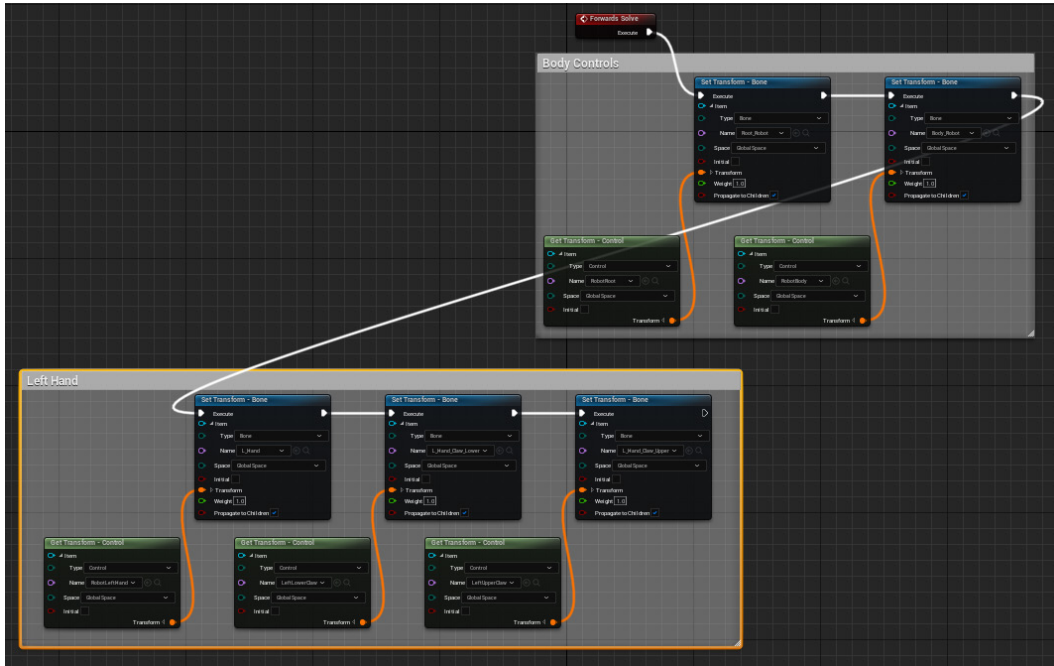 Forwards Solve
Execute
Body Controls
Set Transform - Bone
Execute
Item
Type Bone
Name Root_Robot
Space Global Space
Initial
Transform
Weight 1.0
Propagate to Children
Set Transform - Bone
Execute
Item
Type Bone
Name Body_Robot
Space Global Space
Initial
Transform
Weight 1.0
Propagate to Children
Get Transform - Control
Item
Type Control
Name RobotRoot
Space Global Space
Initial
Transform
Get Transform - Control
Item
Type Control
Name RobotBody
Space Global Space
Initial
Transform
Left Hand
Set Transform - Bone
Execute
Item
Type Bone
Name L_Hand
Space Global Space
Initial
Transform
Weight 1.0
Propagate to Children
Set Transform - Bone
Execute
Item
Type Bone
Name L_Hand_Claw_Lower
Space Global Space
Initial
Transform
Weight 1.0
Propagate to Children
Set Transform - Bone
Execute
Item
Type Bone
Name L_Hand_Claw_Upper
Space Global Space
Initial
Transform
Weight 1.0
Propagate to Children
Get Transform - Control
Item
Type Control
Name RobotLeftHand
Space Global Space
Initial
Transform
Get Transform - Control
Item
Type Control
Name LeftLowerClaw
Space Global Space
Initial
Transform
Get Transform - Control
Item
Type Control
Name LeftUpperClaw
Space Global Space
Initial
Transform